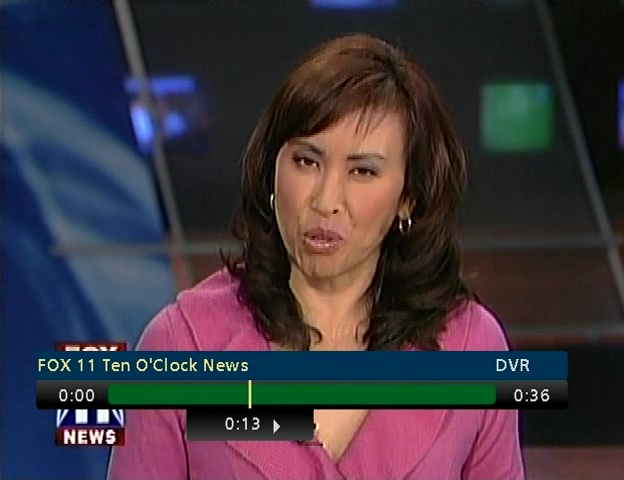 FOX
FOX 11 Ten O'Clock News DVR
0:00 0:36
0:13
NEWS